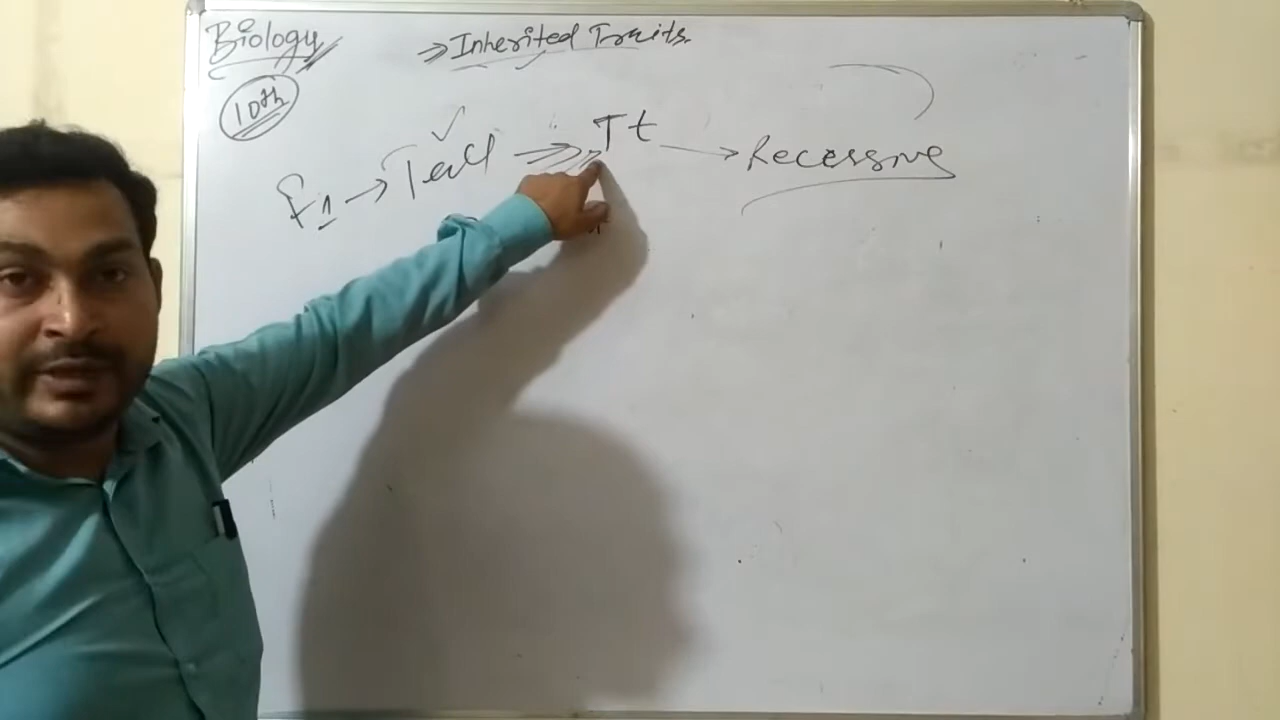 Biology
⇒ Inherited Traits.
10th
F1 → Tall ⇒ Tt → Recessive